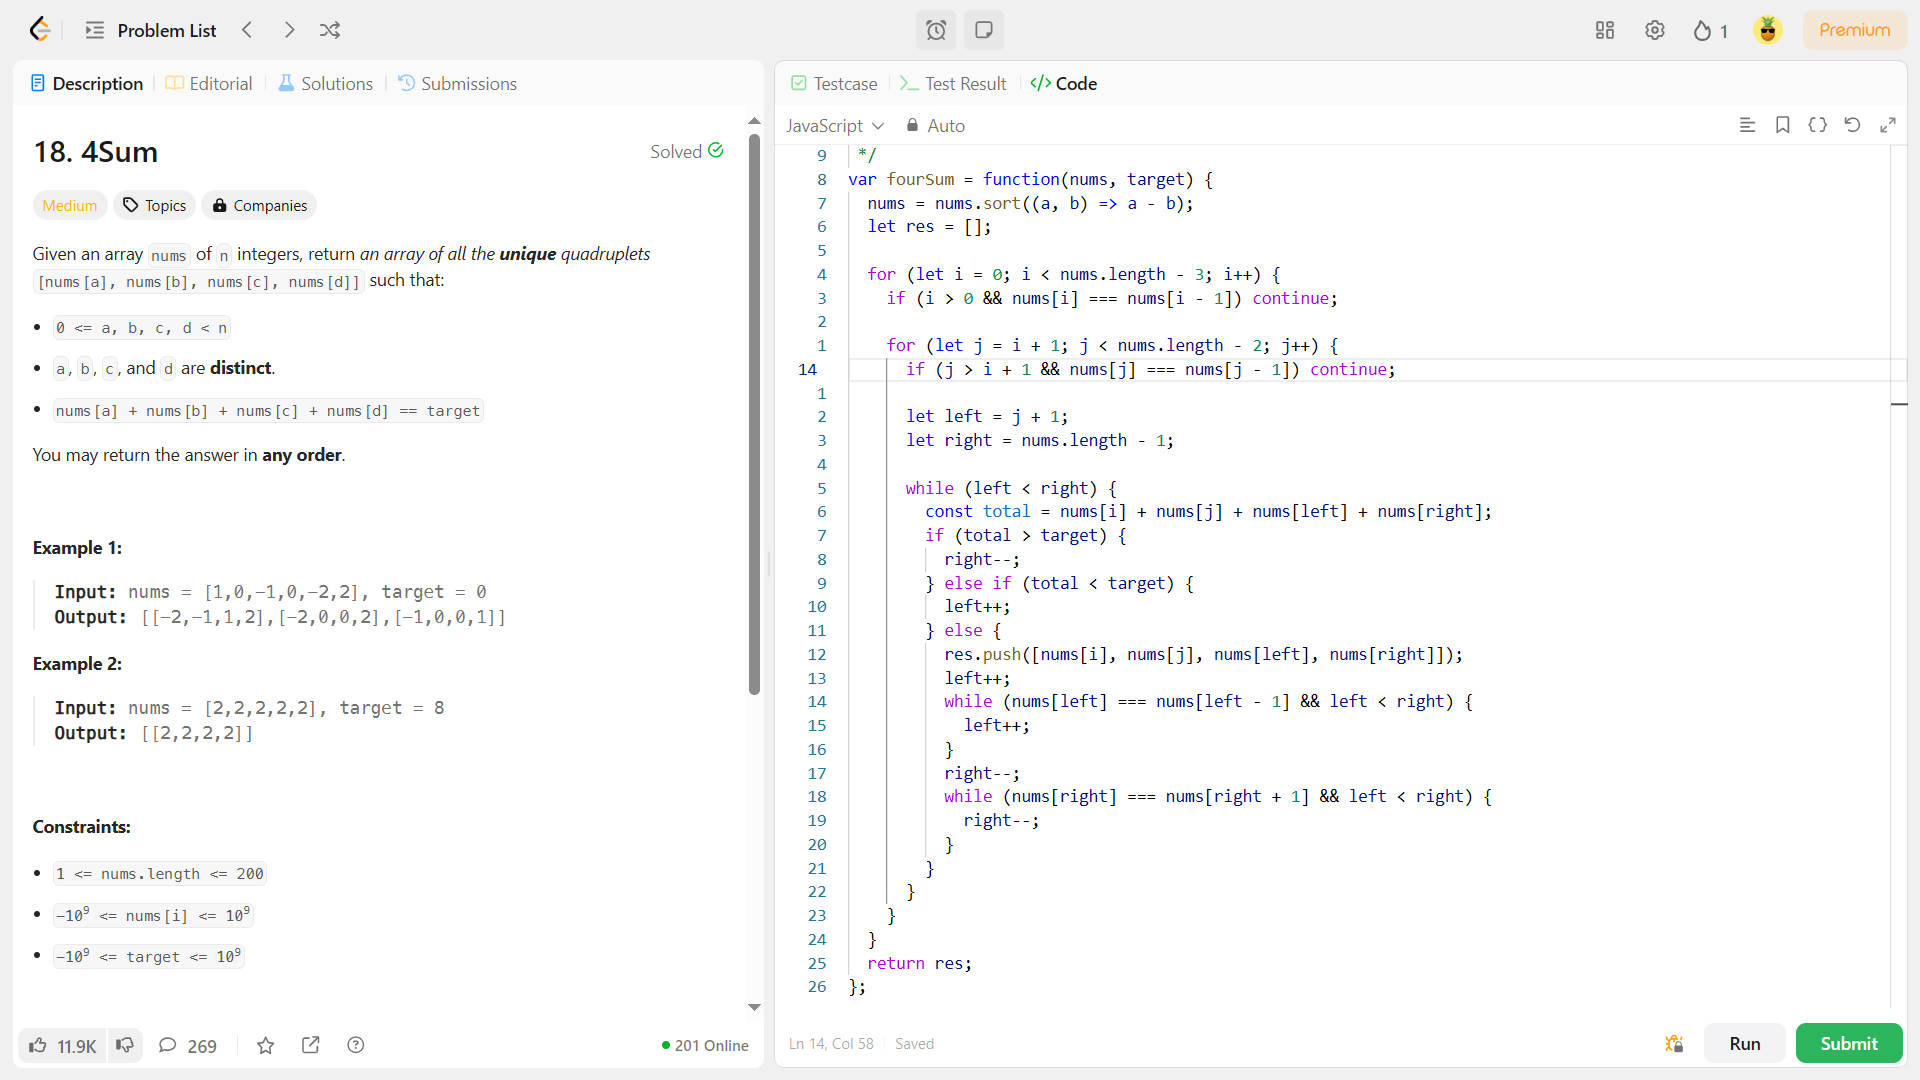 Problem List
1
Premium
Description
Editorial
Solutions
Submissions
18. 4Sum
Solved
Medium
Topics
Companies
Given an array nums of n integers, return an array of all the unique quadruplets
[nums[a], nums[b], nums[c], nums[d]] such that:
• 0 <= a, b, c, d < n
• a, b, c, and d are distinct.
• nums[a] + nums[b] + nums[c] + nums[d] == target
You may return the answer in any order.
Example 1:
Input: nums = [1,0,-1,0,-2,2], target = 0
Output: [[-2,-1,1,2],[-2,0,0,2],[-1,0,0,1]]
Example 2:
Input: nums = [2,2,2,2,2], target = 8
Output: [[2,2,2,2]]
Constraints:
• 1 <= nums.length <= 200
• -10⁹ <= nums[i] <= 10⁹
• -10⁹ <= target <= 10⁹
11.9K
269
201 Online
Testcase
Test Result
</> Code
JavaScript
Auto
9 */
8 var fourSum = function(nums, target) {
7 nums = nums.sort((a, b) => a - b);
6 let res = [];
5
4 for (let i = 0; i < nums.length - 3; i++) {
3 if (i > 0 && nums[i] === nums[i - 1]) continue;
2
1 for (let j = i + 1; j < nums.length - 2; j++) {
14 if (j > i + 1 && nums[j] === nums[j - 1]) continue;
1
2 let left = j + 1;
3 let right = nums.length - 1;
4
5 while (left < right) {
6 const total = nums[i] + nums[j] + nums[left] + nums[right];
7 if (total > target) {
8 right--;
9 } else if (total < target) {
10 left++;
11 } else {
12 res.push([nums[i], nums[j], nums[left], nums[right]]);
13 left++;
14 while (nums[left] === nums[left - 1] && left < right) {
15 left++;
16 }
17 right--;
18 while (nums[right] === nums[right + 1] && left < right) {
19 right--;
20 }
21 }
22 }
23 }
24 }
25 return res;
26 };
Ln 14, Col 58
Saved
Run
Submit